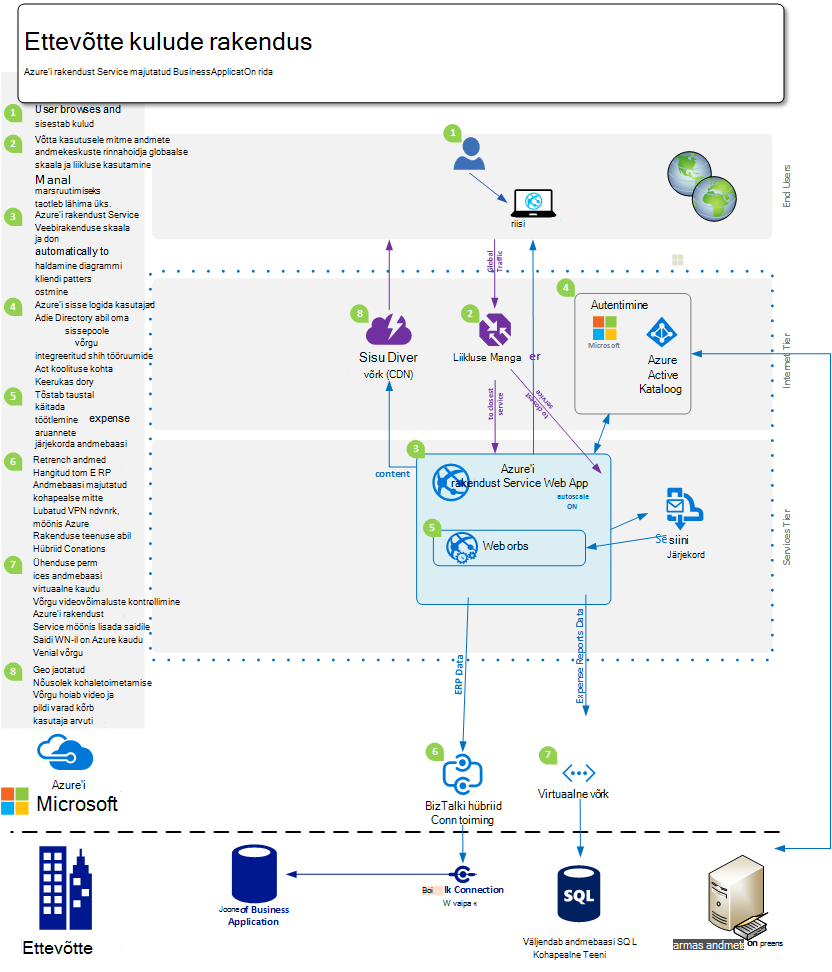 Ettevõtte kulude rakendus
Azure'i rakendust Service majutatud BusinessApplicatOn rida
1
User browses and
sisestab kulud
2
Võtta kasutusele mitme andmete
andmekeskuste rinnahoidja globaalse
skaala ja liikluse kasutamine
Manal
marsruutimiseks
taotleb lähima üks.
3
Azure'i rakendust Service
Veebirakenduse skaala
ja don
automatically to
haldamine diagrammi
kliendi patters
ostmine
4
Azure'i sisse logida kasutajad
Adie Directory abil oma
sissepoole
võrgu
integreeritud shih tööruumide
Act koolituse kohta
Keerukas dory
5
Tõstab taustal
käitada
töötlemine expense
aruannete
järjekorda andmebaasi
6
Retrench andmed
Hangitud tom E RP
Andmebaasi majutatud
kohapealse mitte
Lubatud VPN ndvnrk,
möönis Azure
Rakenduse teenuse abil
Hübriid Conations
7
Ühenduse perm
ices andmebaasi
virtuaalne kaudu
Võrgu videovõimaluste kontrollimine
Azure'i rakendust
Service möönis lisada saidile
Saidi WN-il on Azure kaudu
Venial võrgu
8
Geo jaotatud
Nõusolek kohaletoimetamise
Võrgu hoiab video ja
pildi varad kõrb
kasutaja arvuti
Azure'i
Microsoft
1
riisi
End Users
Global
Traffic
8
Sisu Diver
võrk (CDN)
2
Liikluse Manga er
4
Autentimine
Microsoft
Azure
Active
Kataloog
Internet Tier
to closest
service
to closest
service
content
3
Azure'i
rakendust Service Web App
autoscale
ON
5
Web orbs
Sesiini
Järjekord
Services Tier
ERP Data
Expense Reports Data
6
BizTalki hübriid
Conn toiming
7
Virtuaalne võrk
Ettevõtte
Joone of Business
Application
lk Connection
W vaipa «
SQL
Väljendab andmebaasi SQ L
Kohapealne Teeni
armas andmete on preens